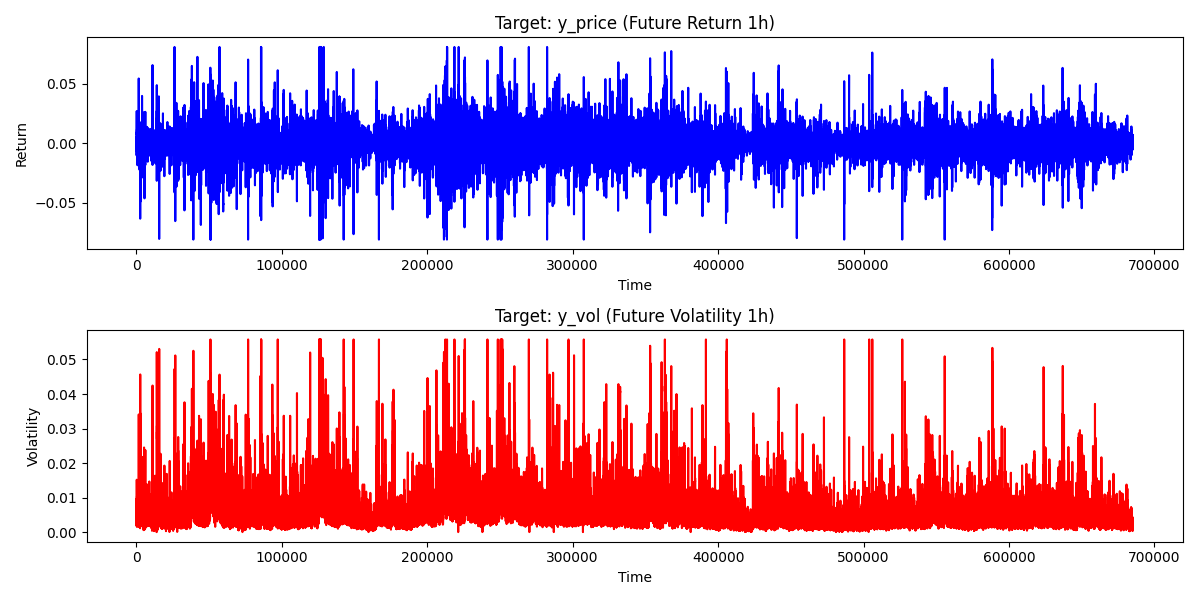 Target: y_price (Future Return 1h)
0.05
0.00
−0.05
Return
0 100000 200000 300000 400000 500000 600000 700000
Time
Target: y_vol (Future Volatility 1h)
0.05
0.04
0.03
0.02
0.01
0.00
Volatility
0 100000 200000 300000 400000 500000 600000 700000
Time